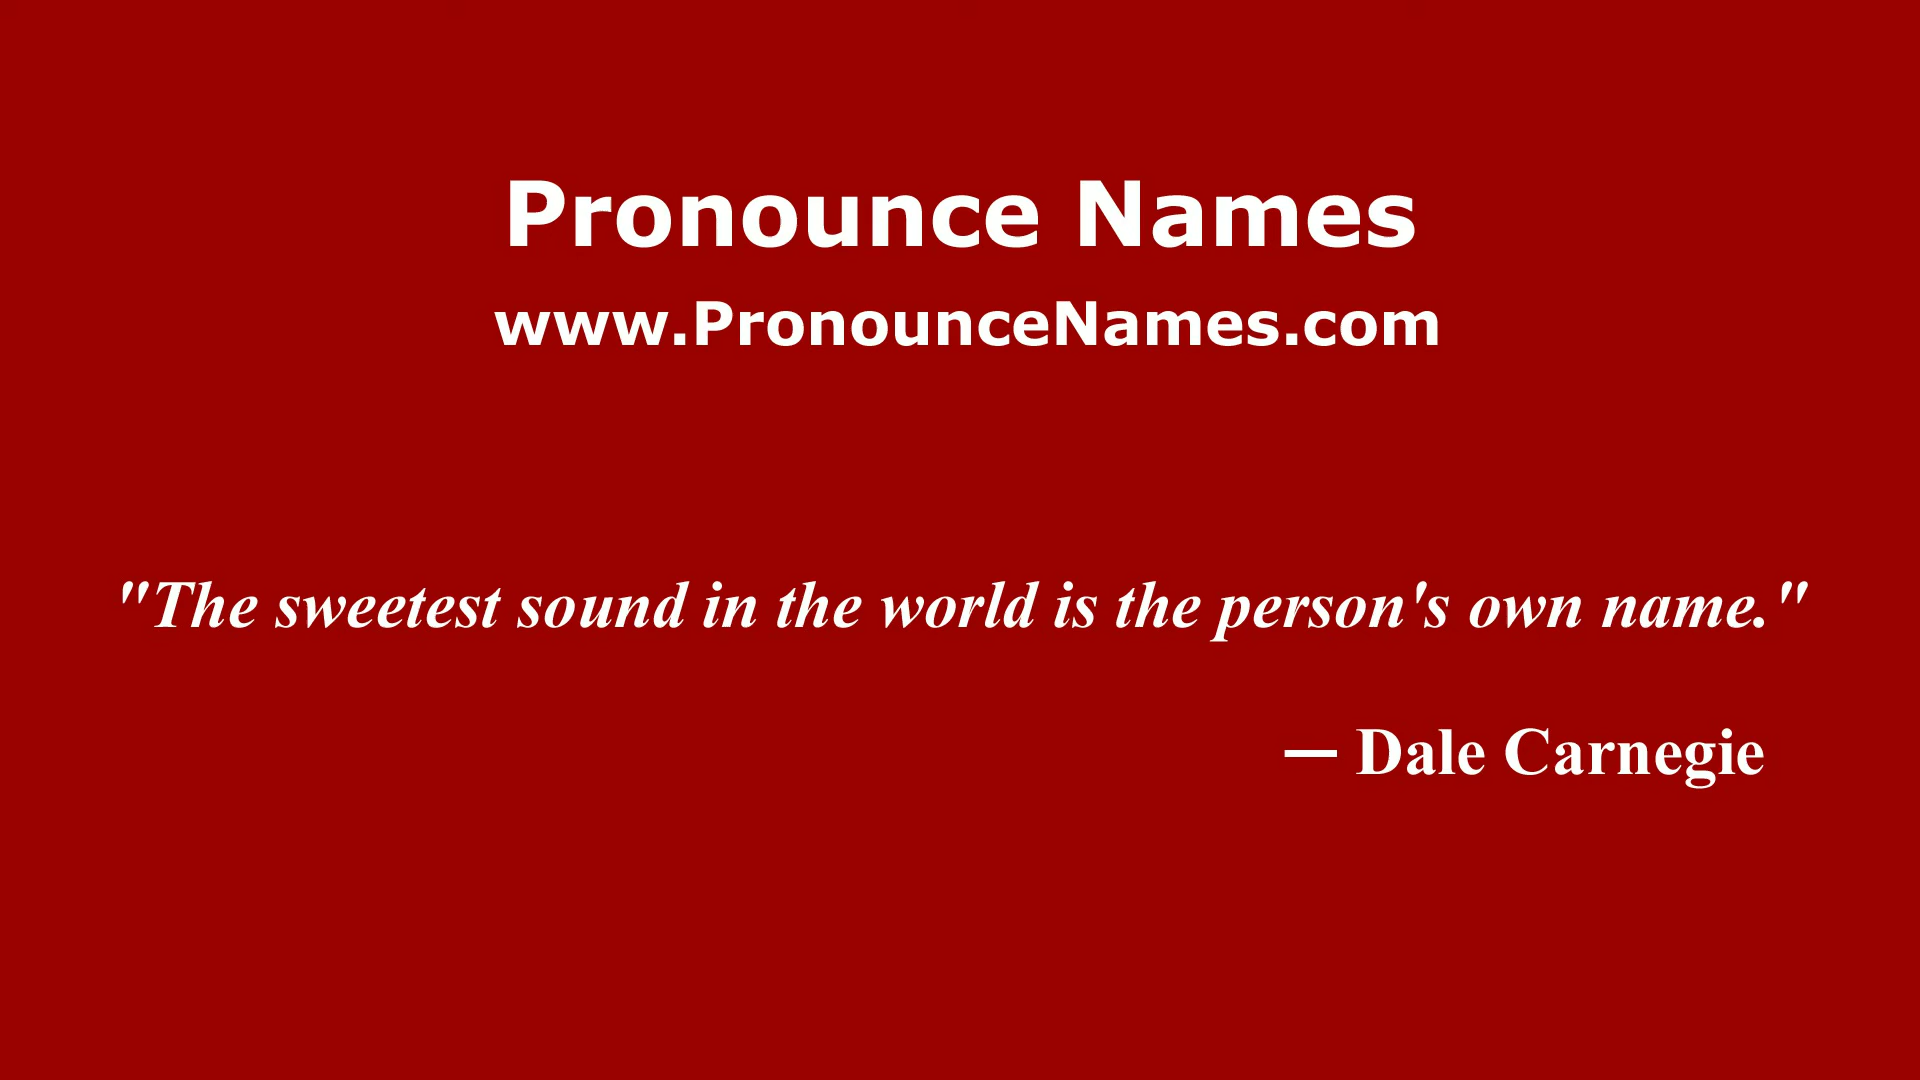 Pronounce Names
www.PronounceNames.com
"The sweetest sound in the world is the person's own name."
— Dale Carnegie